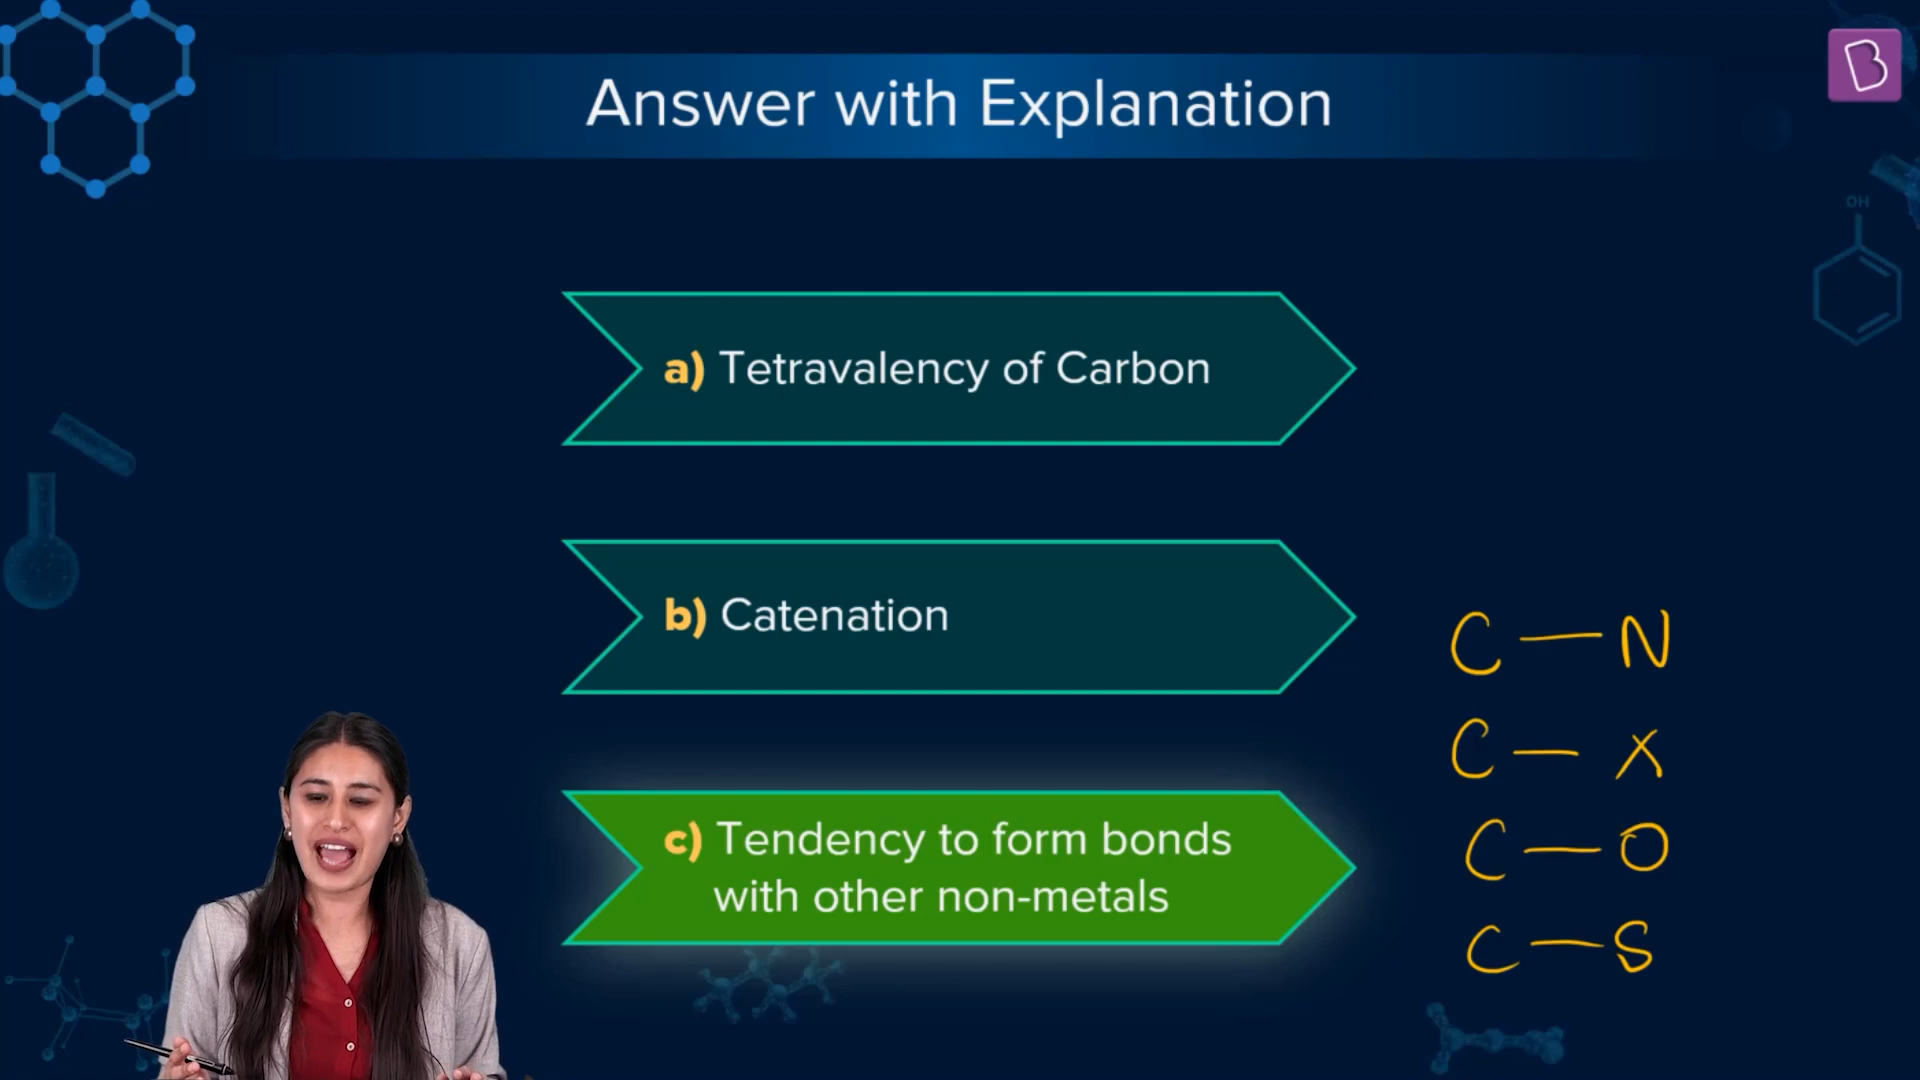 Answer with Explanation
B
OH
a) Tetravalency of Carbon
b) Catenation
C — N
C — X
c) Tendency to form bonds
with other non-metals
C — O
C — S